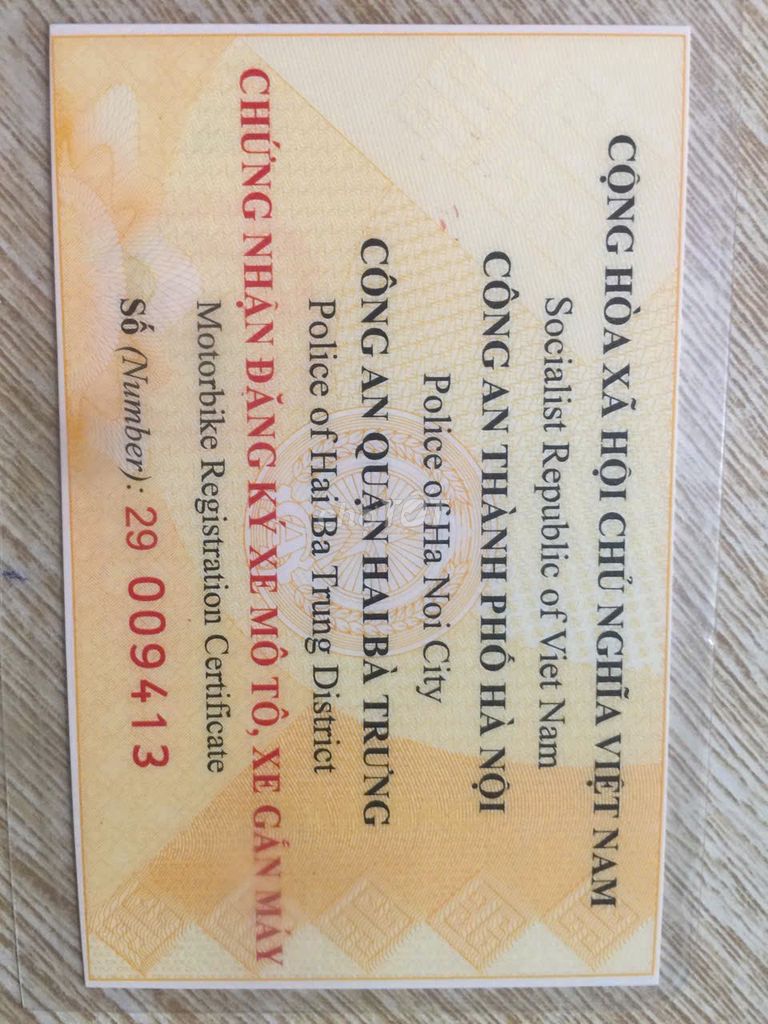 CỘNG HÒA XÃ HỘI CHỦ NGHĨA VIỆT NAM
Socialist Republic of Viet Nam
CÔNG AN THÀNH PHỐ HÀ NỘI
Police of Ha Noi City
CÔNG AN QUẬN HAI BÀ TRƯNG
Police of Hai Ba Trung District
CHỨNG NHẬN ĐĂNG KÝ XE MÔ TÔ, XE GẮN MÁY
Motorbike Registration Certificate
Số (Number): 29 009413